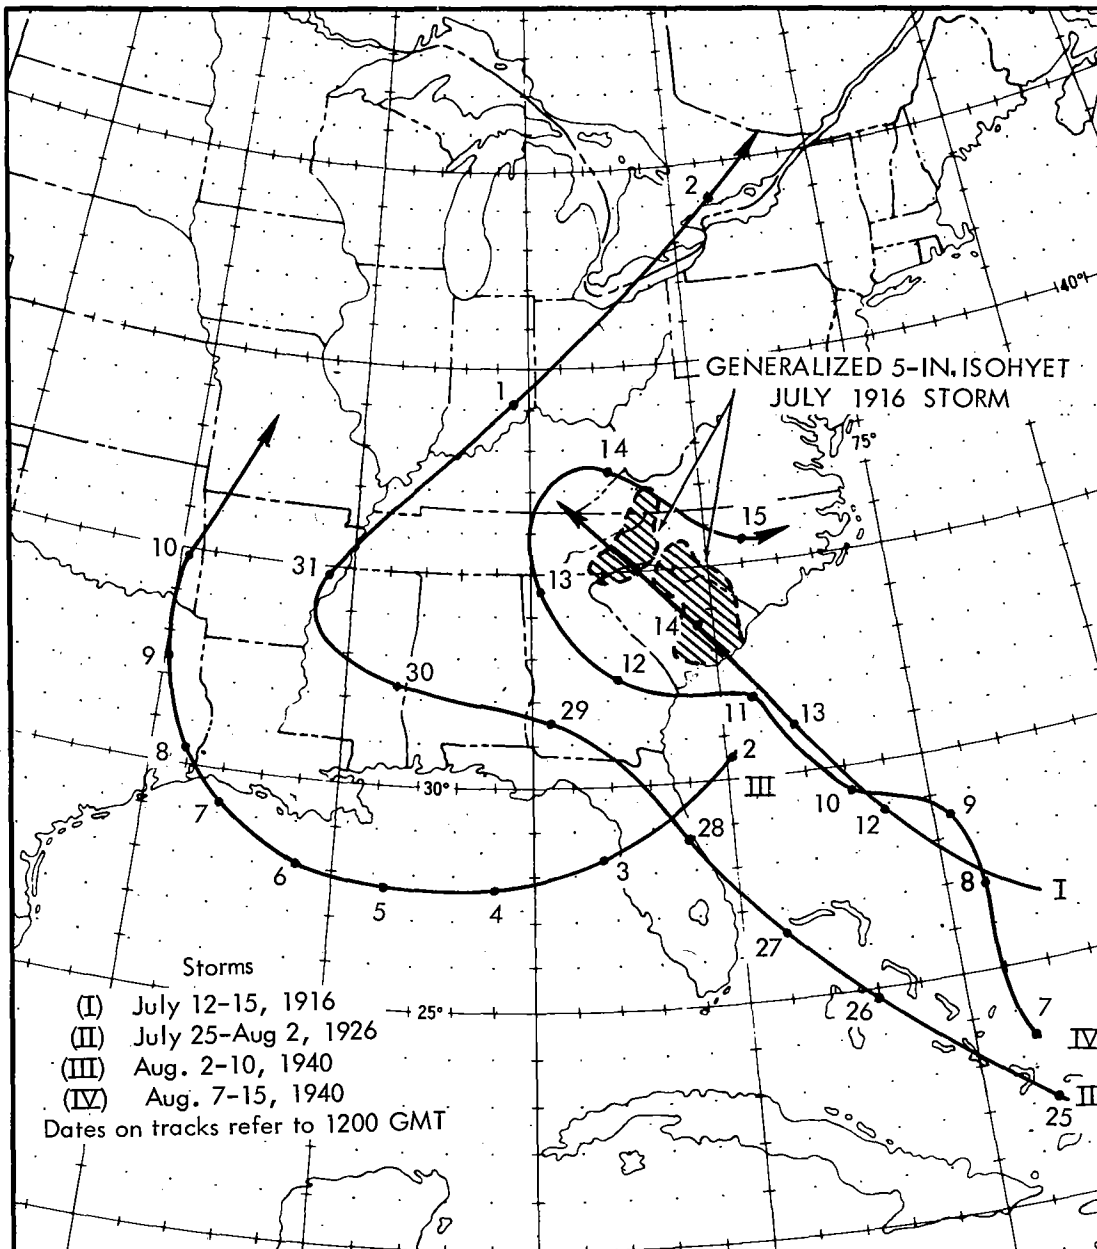 2
40°
GENERALIZED 5-IN. ISOHYET
JULY 1916 STORM
1
75°
14
15
10
31
13
14
9
30
12
11
13
29
8
2
III
30°
7
10
9
12
28
6
3
8
I
5
4
27
Storms
(I) July 12-15, 1916
(II) July 25-Aug 2, 1926
(III) Aug. 2-10, 1940
(IV) Aug. 7-15, 1940
Dates on tracks refer to 1200 GMT
25°
26
7
IV
II
25